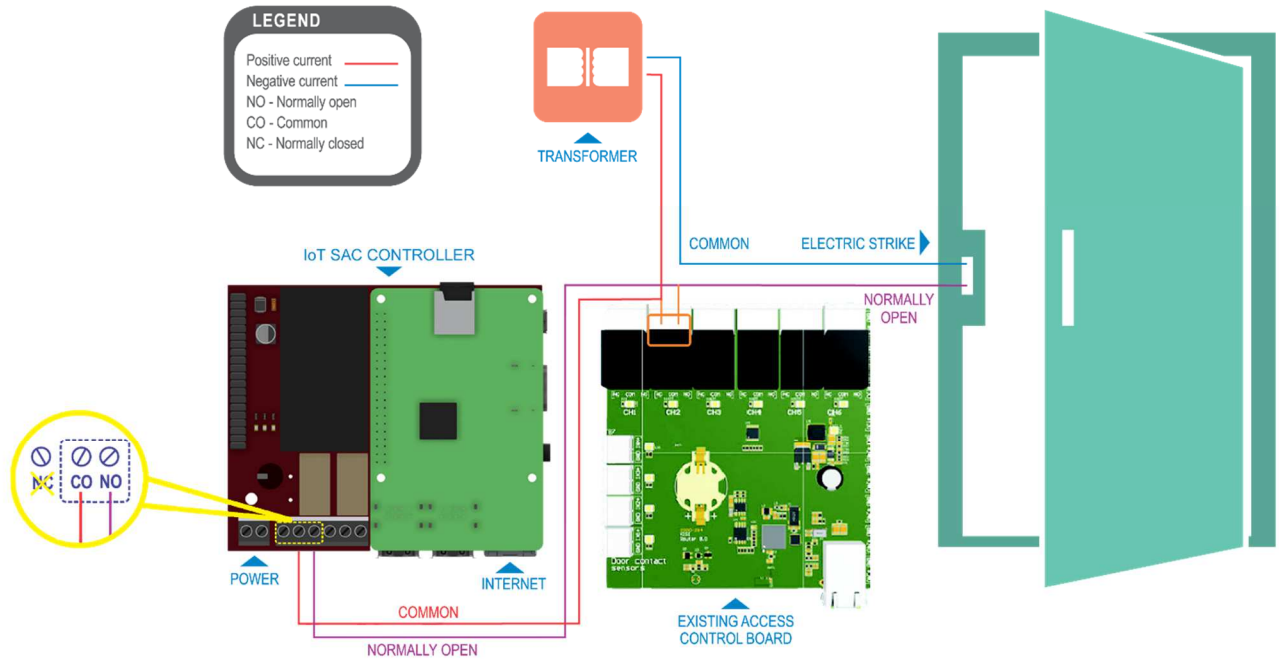 LEGEND
Positive current
Negative current
NO - Normally open
CO - Common
NC - Normally closed
TRANSFORMER
COMMON
ELECTRIC STRIKE
NORMALLY
OPEN
IoT SAC CONTROLLER
NC CO NO
POWER
INTERNET
COMMON
NORMALLY OPEN
CH1 CH2 CH3 CH4 CH5 CH6
Door contact
sensors
EXISTING ACCESS
CONTROL BOARD